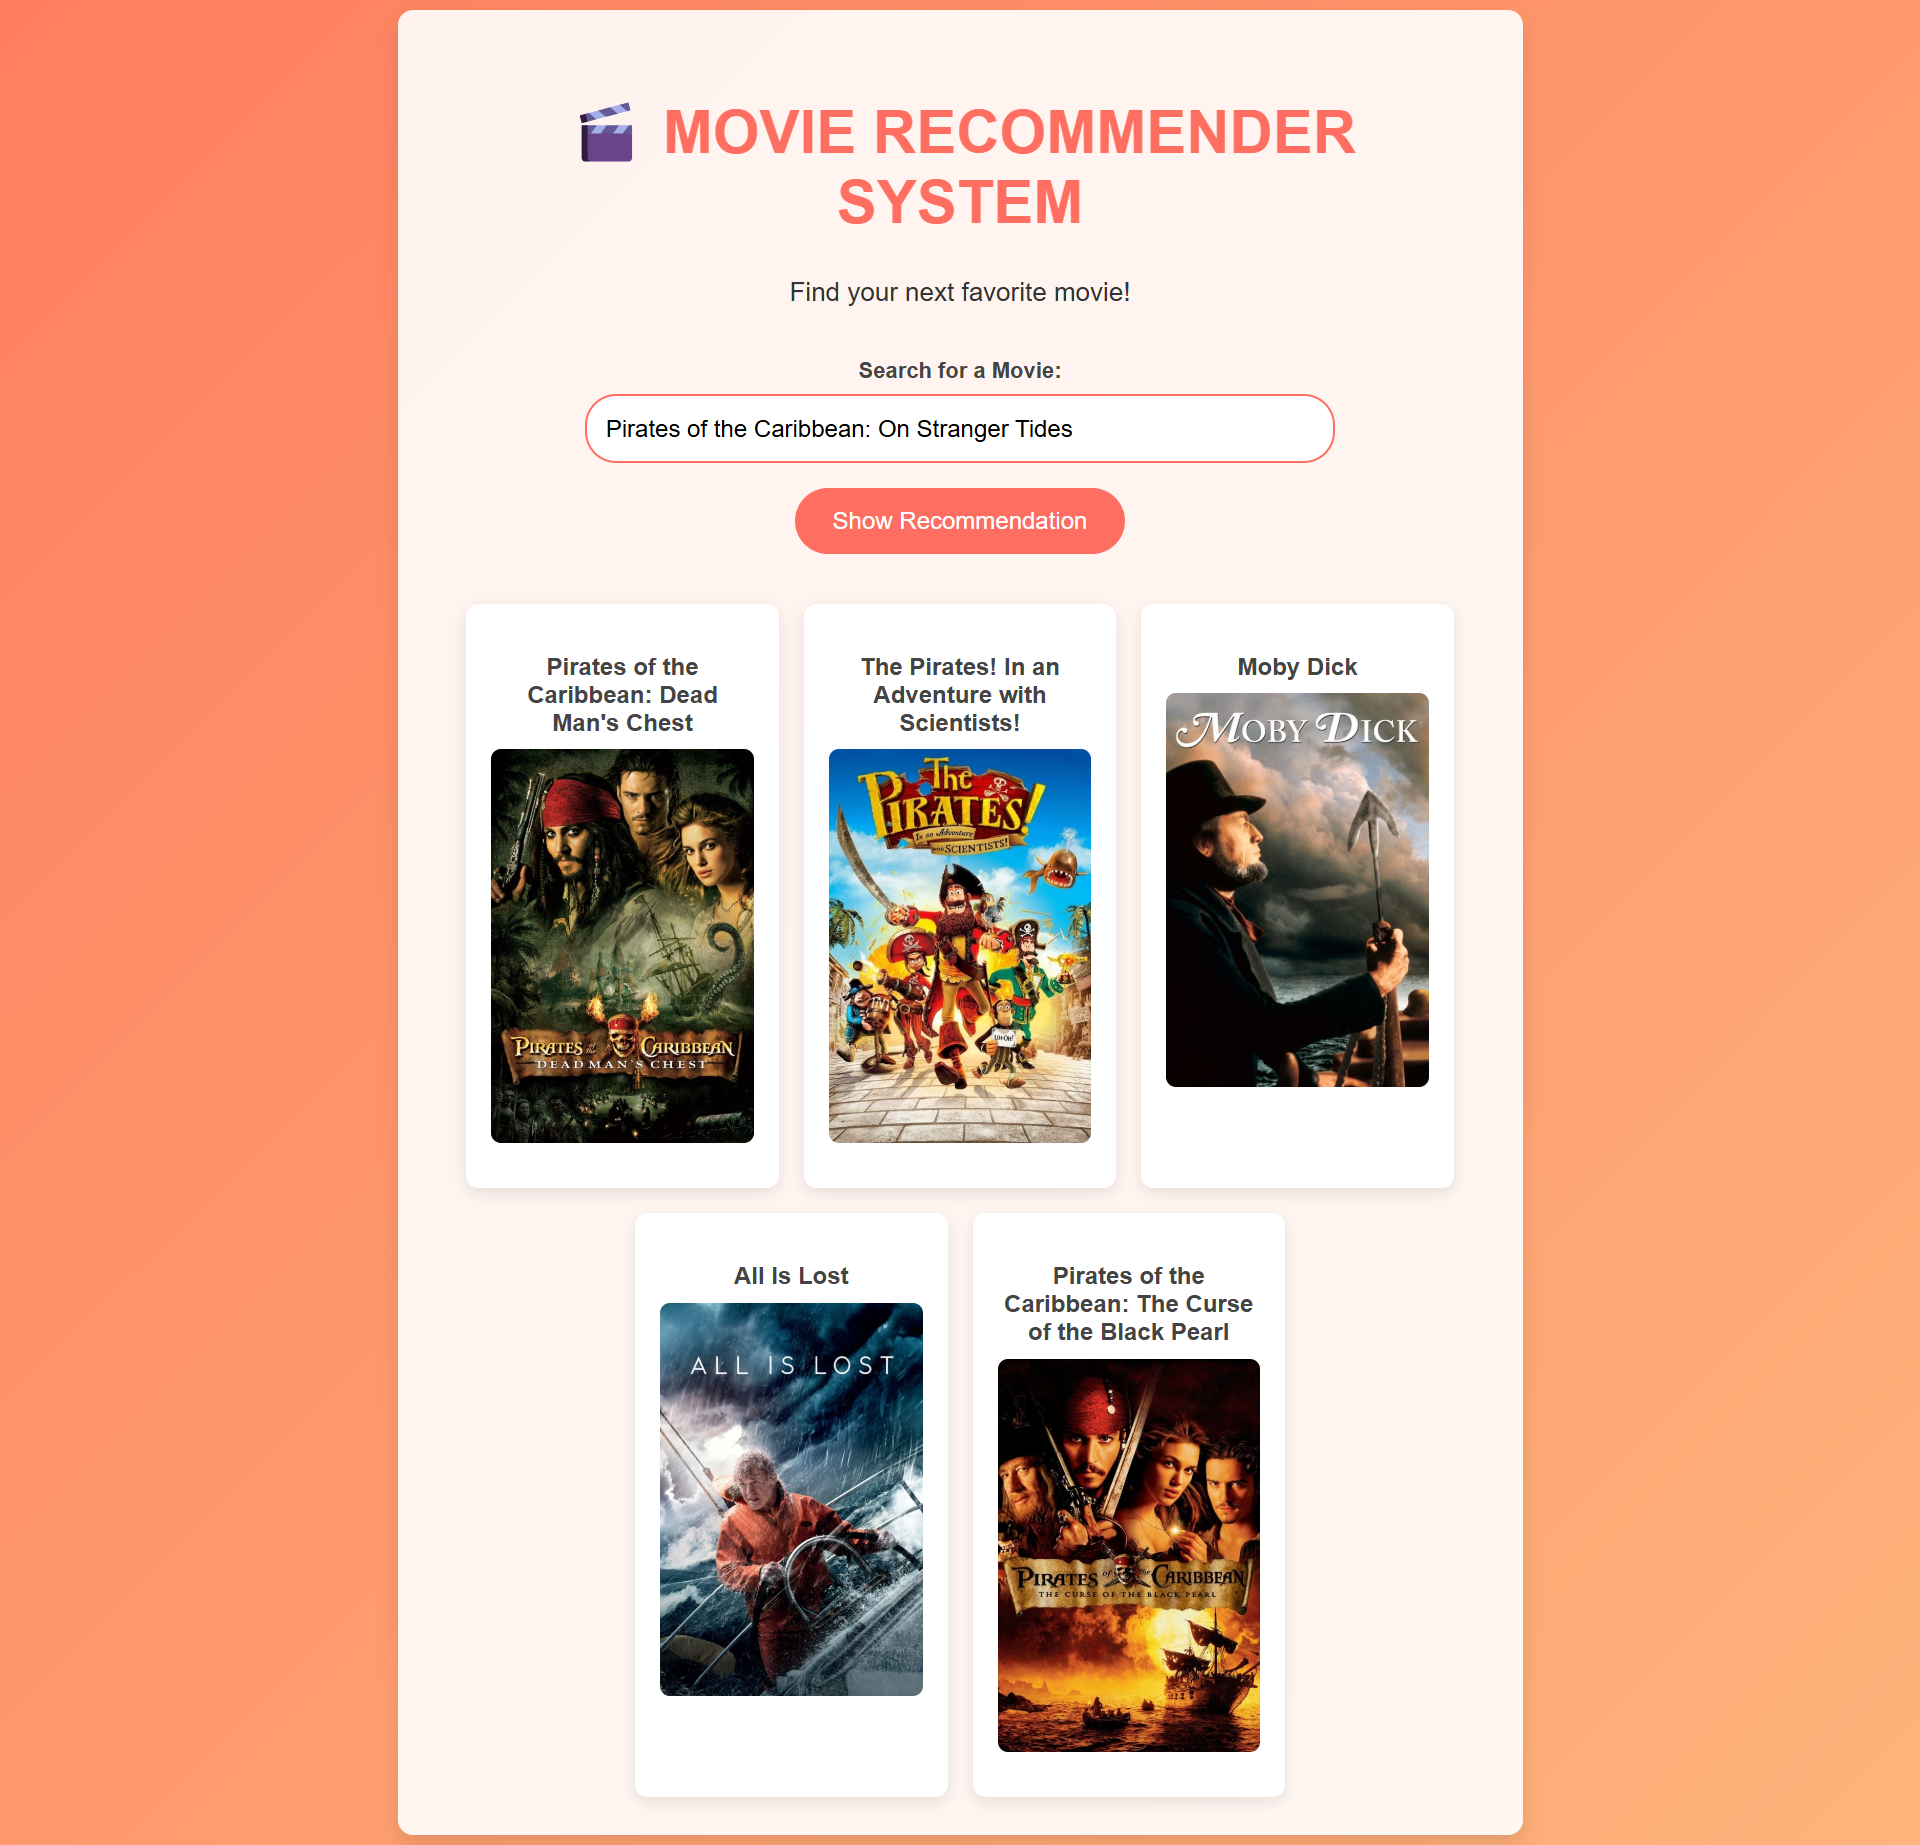 MOVIE RECOMMENDER
SYSTEM
Find your next favorite movie!
Search for a Movie:
Pirates of the Caribbean: On Stranger Tides
Show Recommendation
Pirates of the
Caribbean: Dead
Man's Chest
PIRATES of the CARIBBEAN
DEAD MAN'S CHEST
The Pirates! In an
Adventure with
Scientists!
The
PIRATES!
In an Adventure
with SCIENTISTS!
UH-OH!
Moby Dick
MOBY DICK
All Is Lost
ALL IS LOST
Pirates of the
Caribbean: The Curse
of the Black Pearl
PIRATES of the CARIBBEAN
THE CURSE OF THE BLACK PEARL